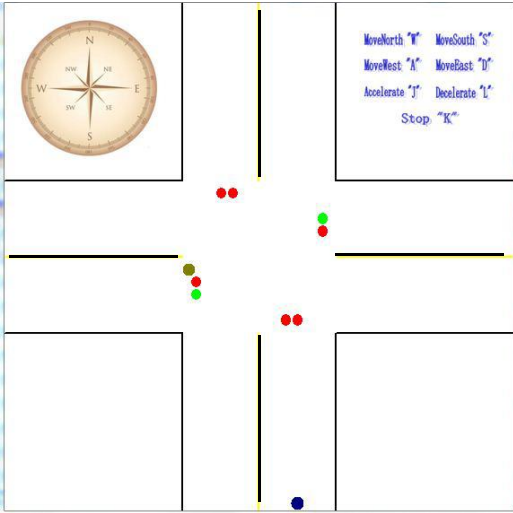 N
NW NE
W E
SW SE
S
MoveNorth "W" MoveSouth "S"
MoveWest "A" MoveEast "D"
Accelerate "J" Decelerate "L"
Stop "K"